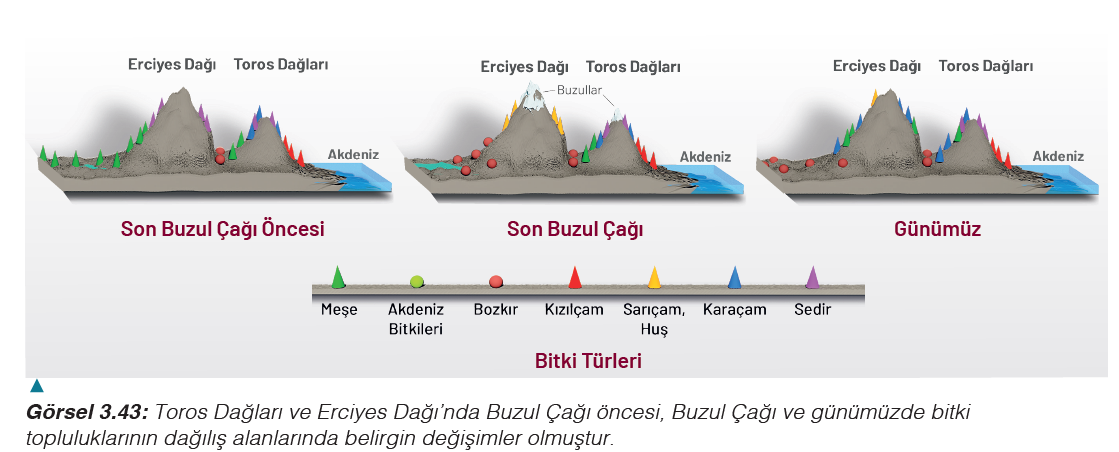 Erciyes Dağı
Toros Dağları
Akdeniz
Son Buzul Çağı Öncesi
Erciyes Dağı
Toros Dağları
Buzullar
Akdeniz
Son Buzul Çağı
Erciyes Dağı
Toros Dağları
Akdeniz
Günümüz
Meşe
Akdeniz
Bitkileri
Bozkır
Kızılçam
Sarıçam,
Huş
Karaçam
Sedir
Bitki Türleri
Görsel 3.43: Toros Dağları ve Erciyes Dağı’nda Buzul Çağı öncesi, Buzul Çağı ve günümüzde bitki
topluluklarının dağılış alanlarında belirgin değişimler olmuştur.